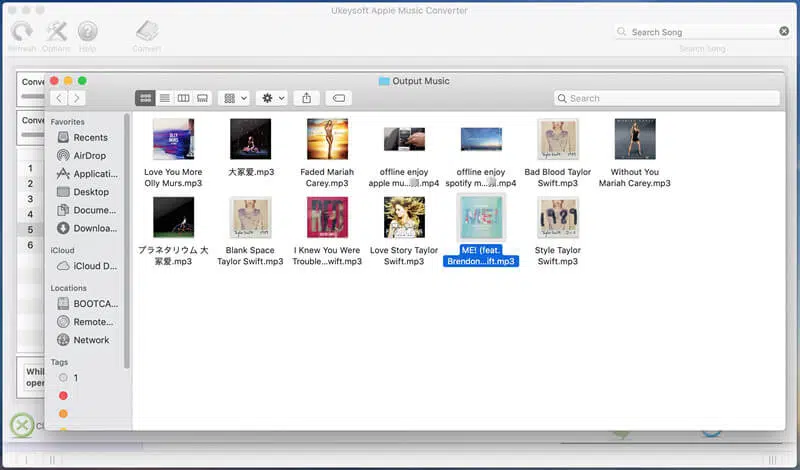 Ukeysoft Apple Music Converter
Refresh Options Help Convert
Search Song
Search Song
Conve
Output Music
Search
Conve
1
2
3
4
5
6
Whil
oper
Favorites
Recents
AirDrop
Applicati...
Desktop
Docume...
Downloa...
iCloud
iCloud D...
Locations
BOOTCA...
Remote...
Network
Tags
1
Love You More
Olly Murs.mp3
大冢爱.mp3
Faded Mariah
Carey.mp3
offline enjoy
apple mu...
.mp4
offline enjoy
spotify m...
.mp4
Bad Blood Taylor
Swift.mp3
Without You
Mariah Carey.mp3
プラネタリウム 大
冢爱.mp3
Blank Space
Taylor Swift.mp3
I Knew You Were
Trouble...wift.mp3
Love Story Taylor
Swift.mp3
ME! (feat.
Brendon...ift.mp3
Style Taylor
Swift.mp3
ME!
1989